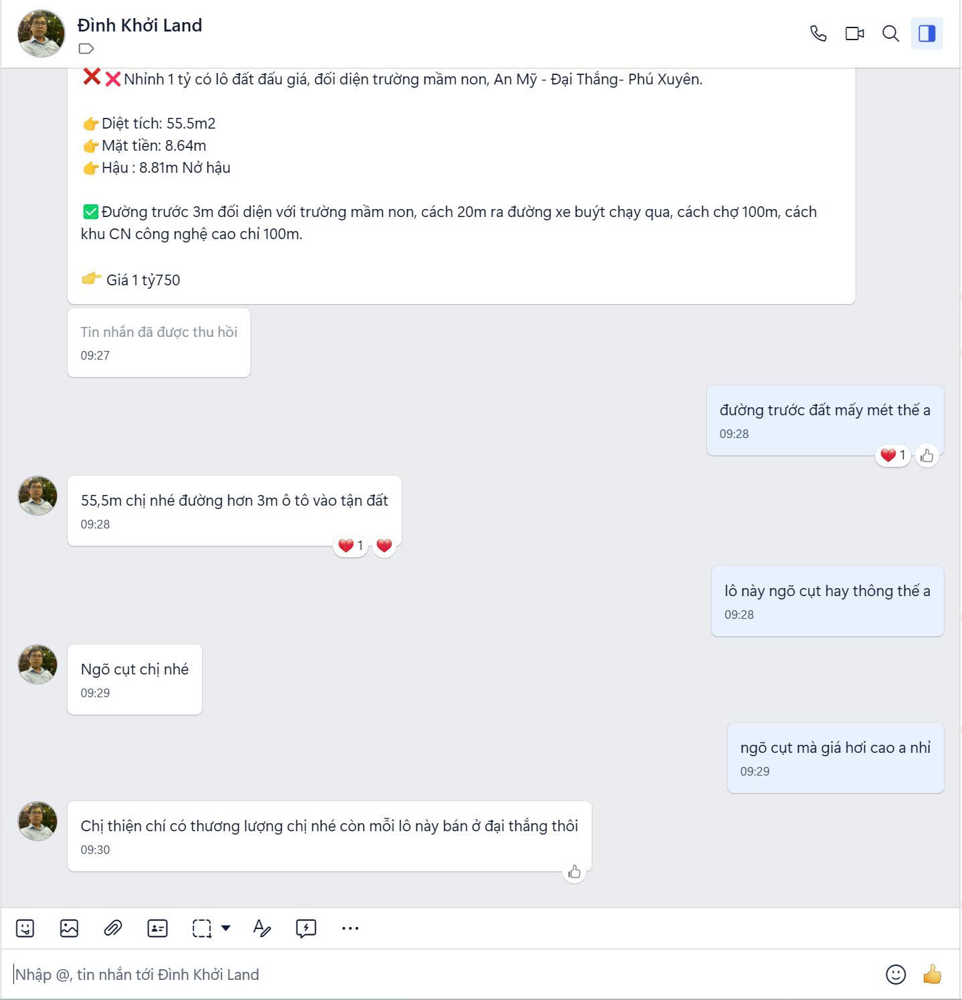 Đình Khởi Land
❌❌Nhỉnh 1 tỷ có lô đất đấu giá, đối diện trường mầm non, An Mỹ - Đại Thắng- Phú Xuyên.
👉Diệt tích: 55.5m2
👉Mặt tiền: 8.64m
👉Hậu : 8.81m Nở hậu
✅Đường trước 3m đối diện với trường mầm non, cách 20m ra đường xe buýt chạy qua, cách chợ 100m, cách
khu CN công nghệ cao chỉ 100m.
👉 Giá 1 tỷ750
Tin nhắn đã được thu hồi
09:27
đường trước đất mấy mét thế a
09:28
❤️ 1
55,5m chị nhé đường hơn 3m ô tô vào tận đất
09:28
❤️ 1 ❤️
lô này ngõ cụt hay thông thế a
09:28
Ngõ cụt chị nhé
09:29
ngõ cụt mà giá hơi cao a nhỉ
09:29
Chị thiện chí có thương lượng chị nhé còn mỗi lô này bán ở đại thắng thôi
09:30
Nhập @, tin nhắn tới Đình Khởi Land